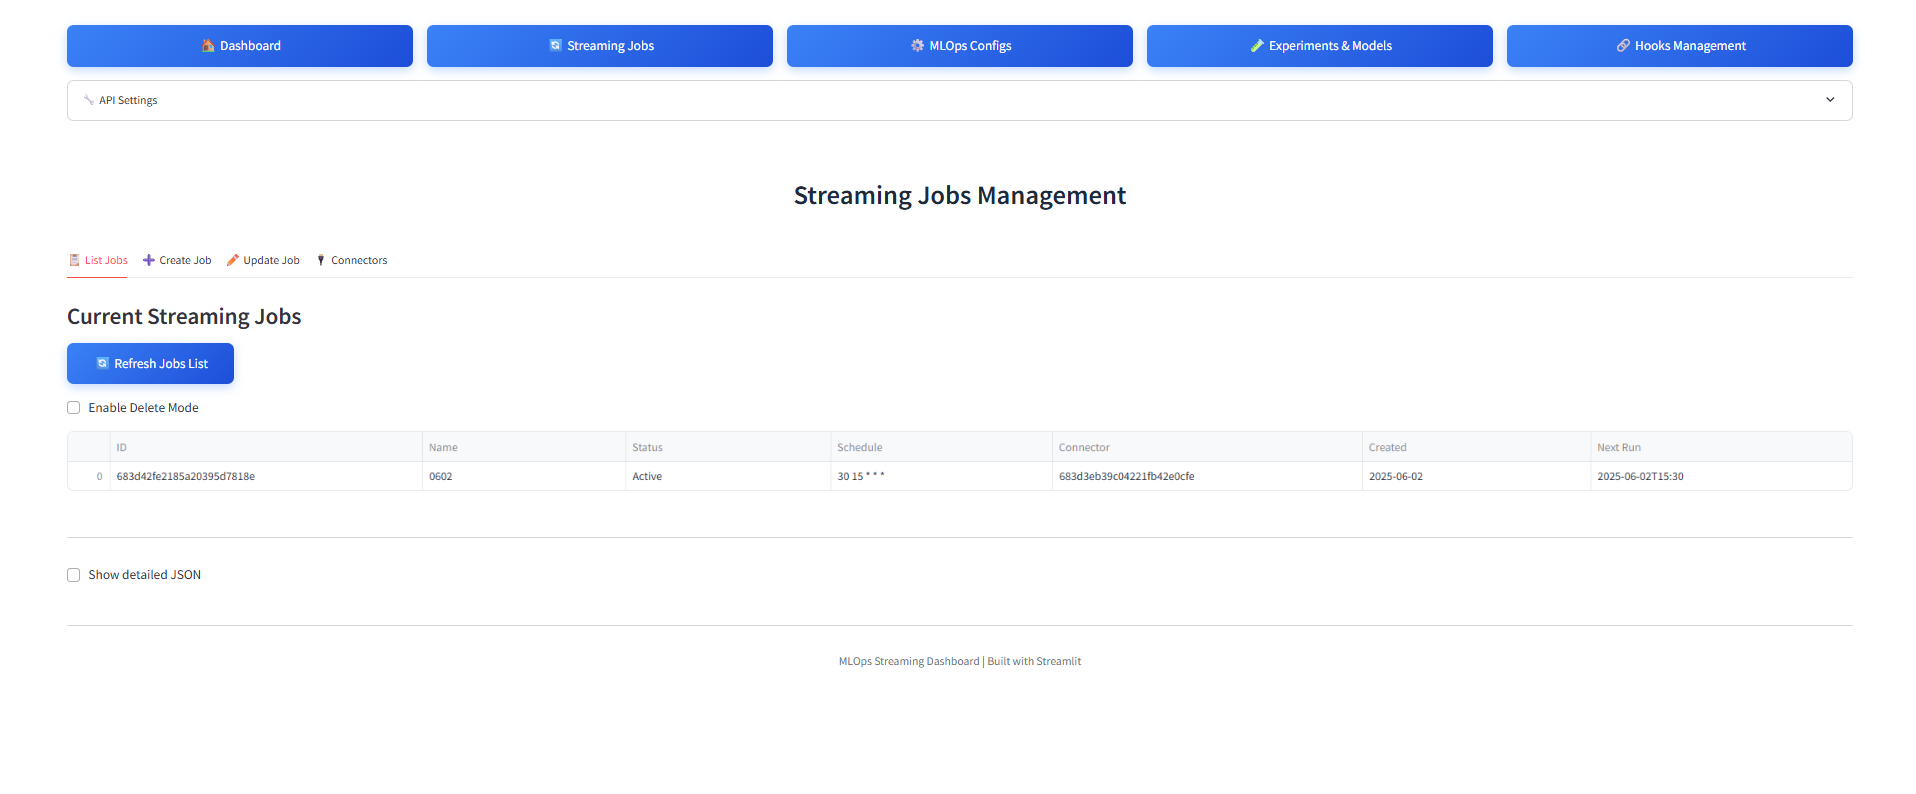 Dashboard
Streaming Jobs
MLOps Configs
Experiments & Models
Hooks Management
API Settings
Streaming Jobs Management
List Jobs
Create Job
Update Job
Connectors
Current Streaming Jobs
Refresh Jobs List
Enable Delete Mode
ID Name Status Schedule Connector Created Next Run
0 683d42fe2185a20395d7818e 0602 Active 30 15 * * * 683d3eb39c04221fb42e0cfe 2025-06-02 2025-06-02T15:30
Show detailed JSON
MLOps Streaming Dashboard | Built with Streamlit